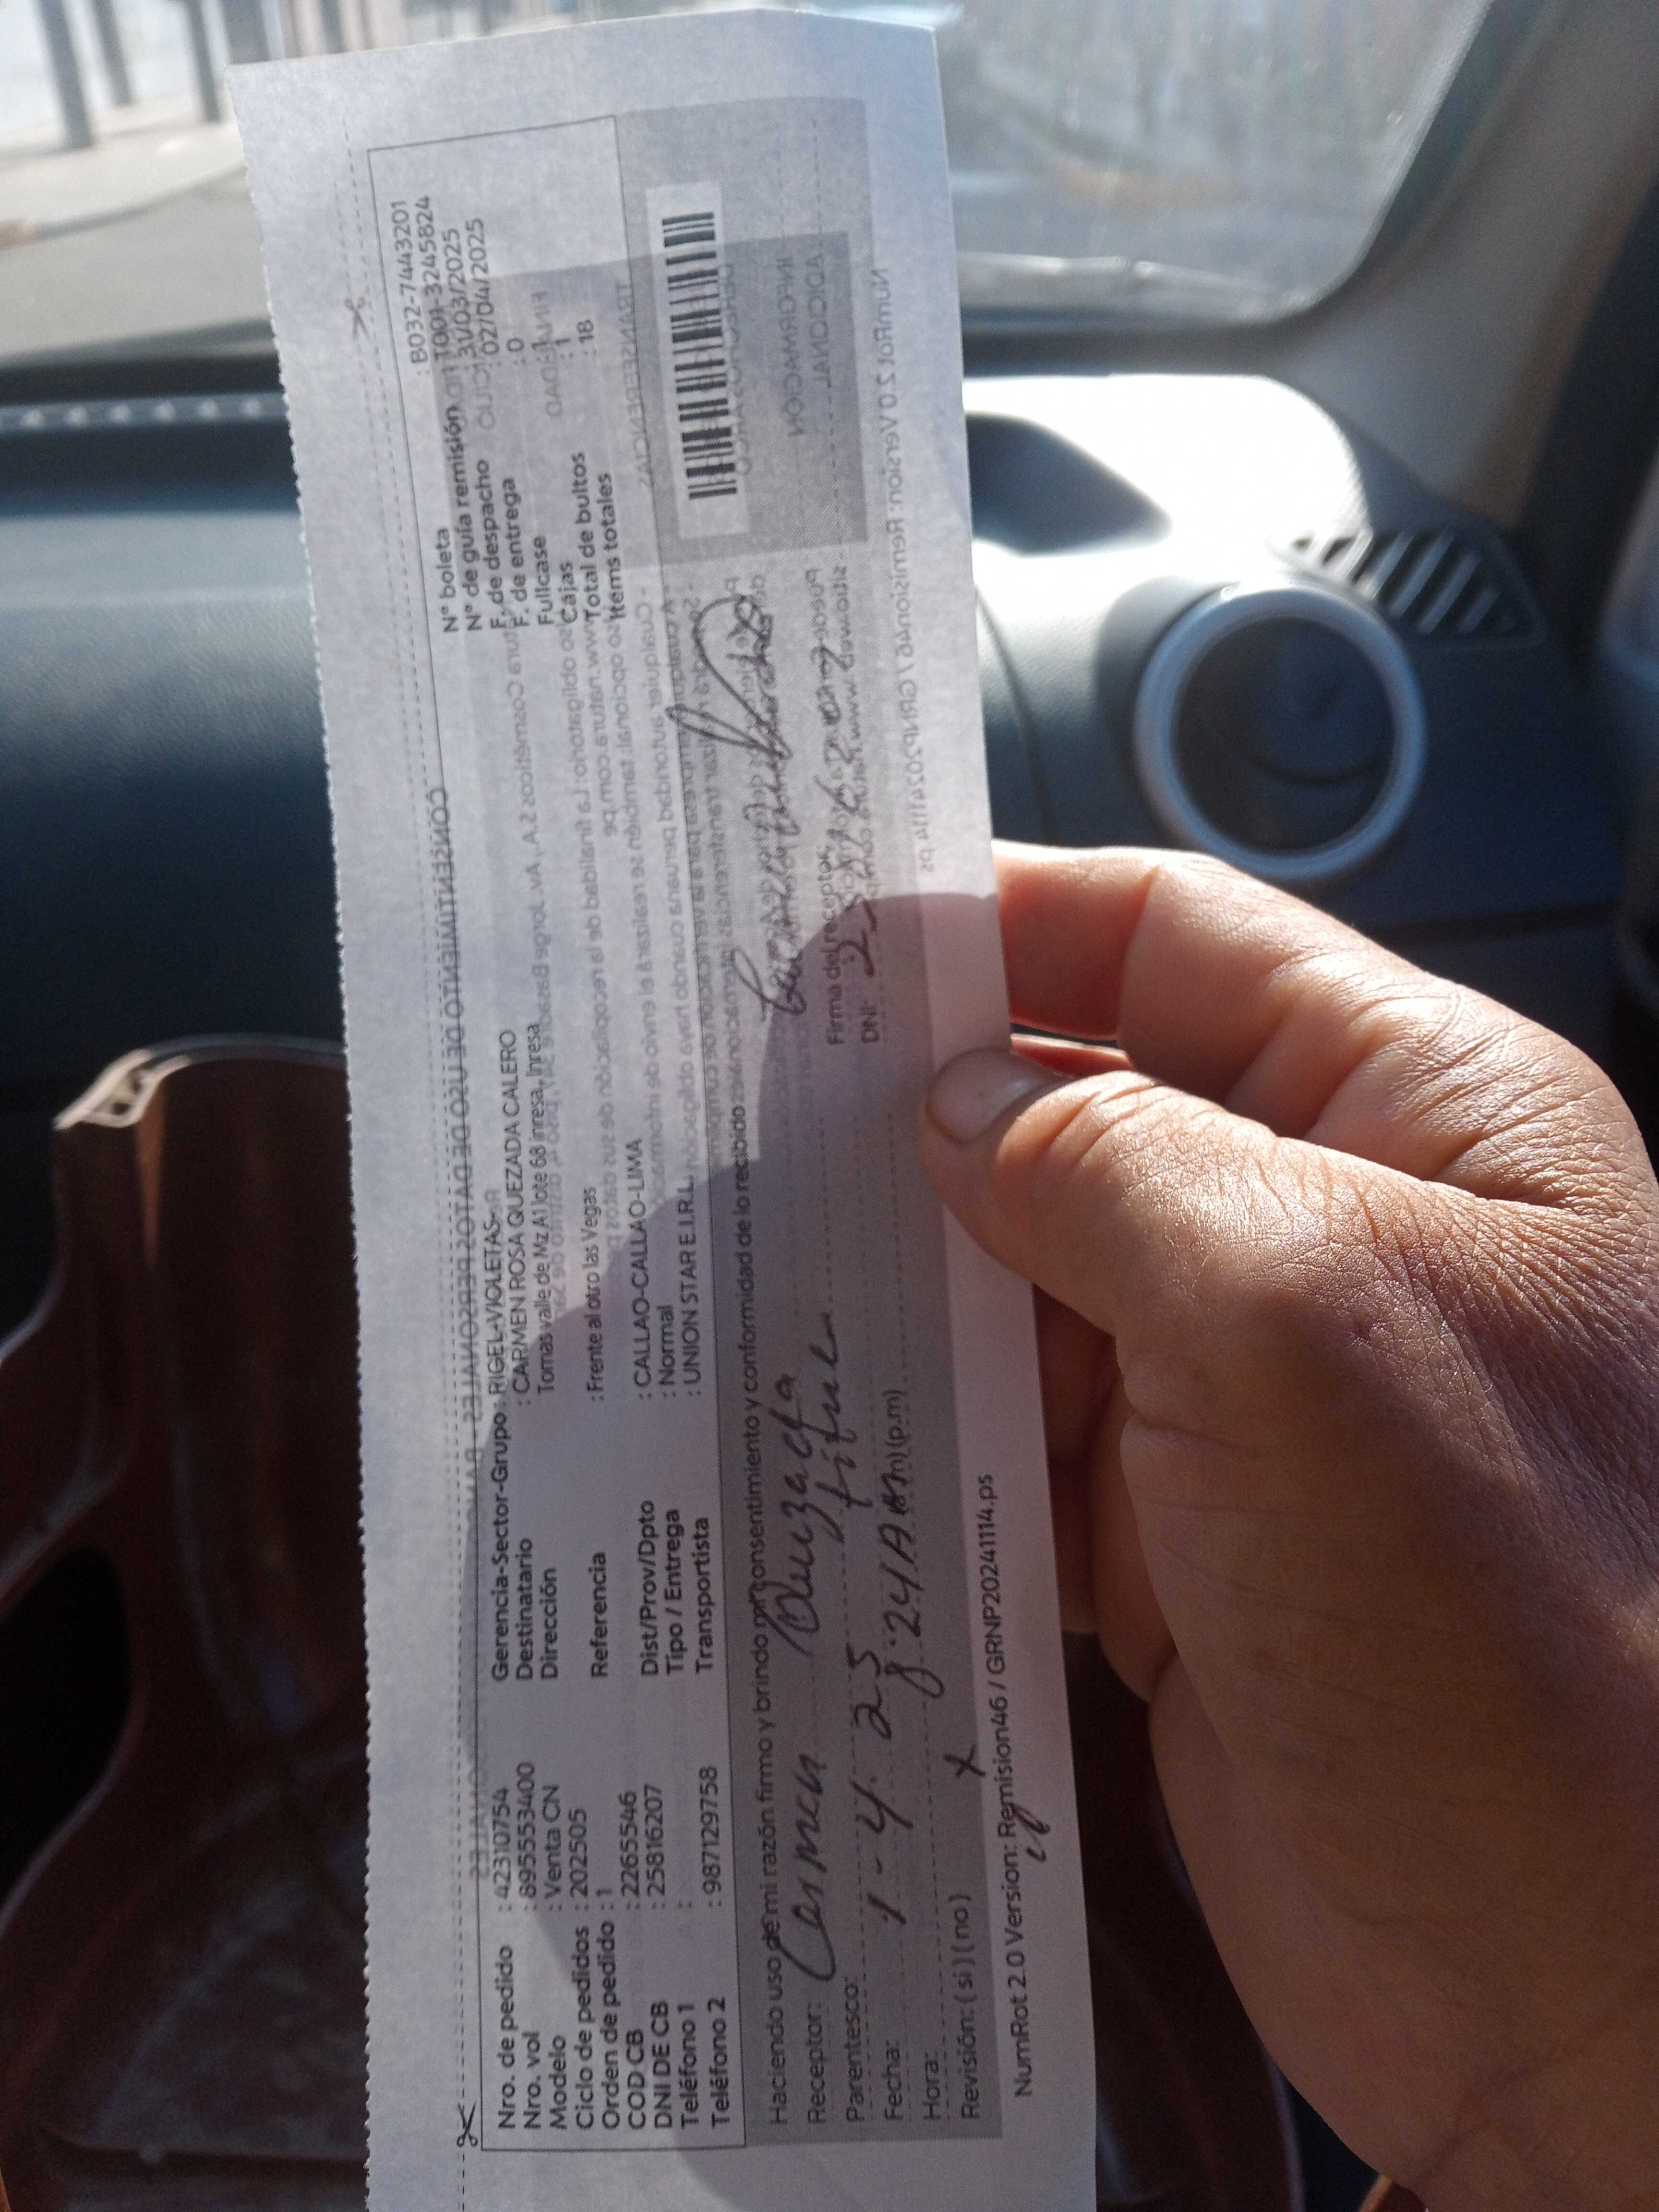 Nro. de pedido : 42310754
Nro. vol : 8955553400
Modelo : Venta CN
Ciclo de pedidos : 202505
Orden de pedido : 1
COD CB : 2265546
DNI DE CB : 25816207
Teléfono 1 :
Teléfono 2 : 987129758
Gerencia-Sector-Grupo : RIGEL-VIOLETAS-
Destinatario : CARMEN ROSA QUEZADA CALERO
Dirección Tomas valle de Mz A1 lote 68 inresa, Inresa
Referencia : Frente al otro las Vegas
Dist/Prov/Dpto : CALLAO-CALLAO-LIMA
Tipo / Entrega : Normal
Transportista : UNION STAR E.I.R.L.
N° boleta : B032-74443201
N° de guía remisión T001-3245824
F. de despacho : 31/03/2025
F. de entrega : 02/04/2025
Fullcase : 0
Cajas : 1
Total de bultos : 1
Items totales : 18
Haciendo uso de mi razón firmo y brindo mi consentimiento y conformidad de lo recibido
Receptor: Carmen Quezada
Parentesco: titular
Fecha: 1-4. 25
Hora: 8:24 A (p.m)
Revisión: ( si ) ( no )
Firma del receptor
DNI:
NumRot 2.0 Version: Remision46 / GRNP20241114.ps